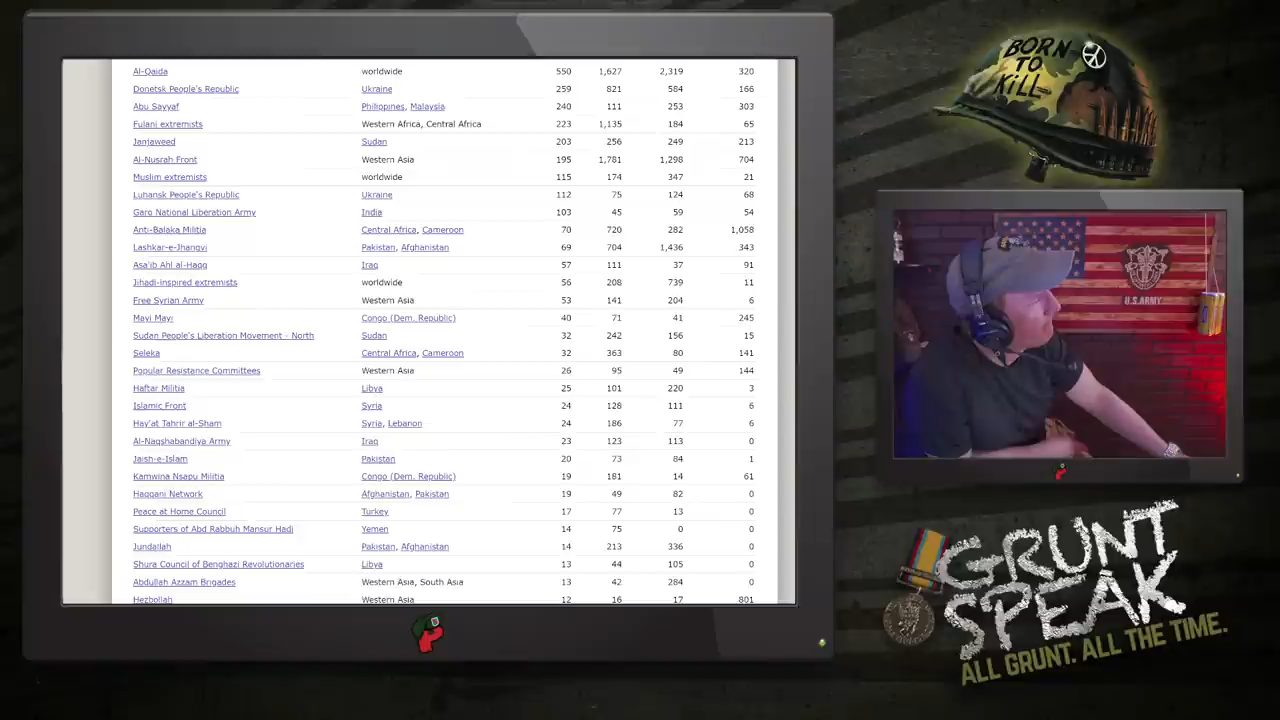 Al-Qaida worldwide 550 1,627 2,319 320
Donetsk People's Republic Ukraine 259 821 584 166
Abu Sayyaf Philippines, Malaysia 240 111 253 303
Fulani extremists Western Africa, Central Africa 223 1,135 184 65
Janjaweed Sudan 203 256 249 213
Al-Nusrah Front Western Asia 195 1,781 1,298 704
Muslim extremists worldwide 115 174 347 21
Luhansk People's Republic Ukraine 112 75 124 68
Garo National Liberation Army India 103 45 59 54
Anti-Balaka Militia Central Africa, Cameroon 70 720 282 1,058
Lashkar-e-Jhangvi Pakistan, Afghanistan 69 704 1,436 343
Asa'ib Ahl al-Haqq Iraq 57 111 37 91
Jihadi-inspired extremists worldwide 56 208 739 11
Free Syrian Army Western Asia 53 141 204 6
Mayi Mayi Congo (Dem. Republic) 40 71 41 245
Sudan People's Liberation Movement - North Sudan 32 242 156 15
Seleka Central Africa, Cameroon 32 363 80 141
Popular Resistance Committees Western Asia 26 95 49 144
Haftar Militia Libya 25 101 220 3
Islamic Front Syria 24 128 111 6
Hay'at Tahrir al-Sham Syria, Lebanon 24 186 77 6
Al-Naqshabandiya Army Iraq 23 123 113 0
Jaish-e-Islam Pakistan 20 73 84 1
Kamwina Nsapu Militia Congo (Dem. Republic) 19 181 14 61
Haqqani Network Afghanistan, Pakistan 19 49 82 0
Peace at Home Council Turkey 17 77 13 0
Supporters of Abd Rabbuh Mansur Hadi Yemen 14 75 0 0
Jundallah Pakistan, Afghanistan 14 213 336 0
Shura Council of Benghazi Revolutionaries Libya 13 44 105 0
Abdullah Azzam Brigades Western Asia, South Asia 13 42 284 0
Hezbollah Western Asia 12 16 17 801
BORN
TO
KILL
U.S. ARMY
GRUNT
SPEAK
ALL GRUNT. ALL THE TIME.